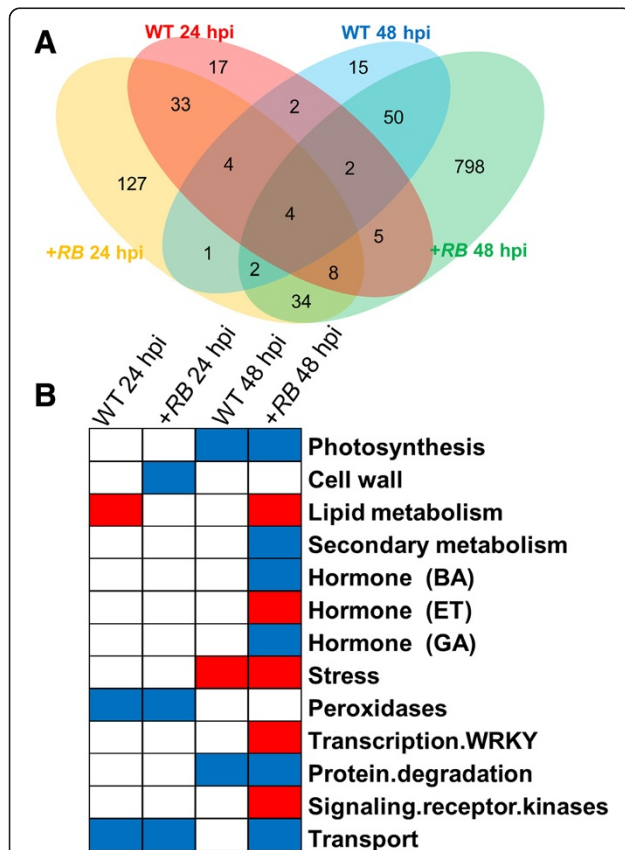 A
WT 24 hpi
WT 48 hpi
17
15
33
2
50
127
4
2
798
4
+RB 24 hpi
1
5
+RB 48 hpi
2
8
34
B
WT 24 hpi
+RB 24 hpi
WT 48 hpi
+RB 48 hpi
Photosynthesis
Cell wall
Lipid metabolism
Secondary metabolism
Hormone (BA)
Hormone (ET)
Hormone (GA)
Stress
Peroxidases
Transcription.WRKY
Protein.degradation
Signaling.receptor.kinases
Transport